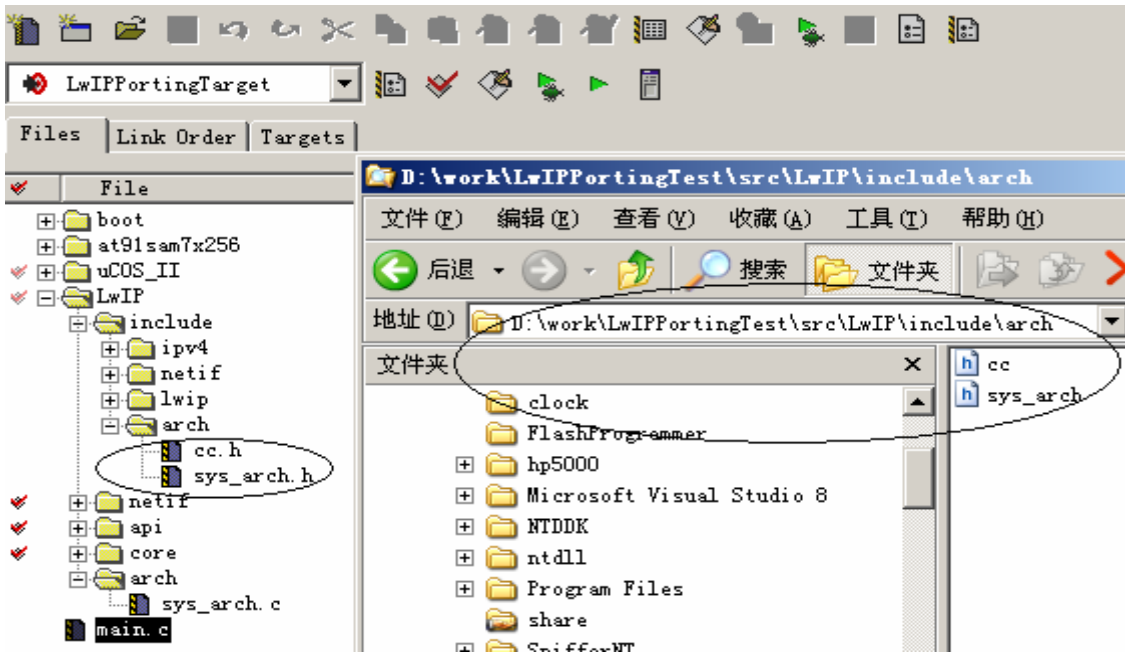 LwIPPortingTarget
Files Link Order Targets
File
boot
at91sam7x256
uCOS_II
LwIP
include
ipv4
netif
lwip
arch
cc.h
sys_arch.h
netif
api
core
arch
sys_arch.c
main.c
D:\work\LwIPPortingTest\src\LwIP\include\arch
文件(F) 编辑(E) 查看(V) 收藏(A) 工具(T) 帮助(H)
后退 搜索 文件夹
地址(D) D:\work\LwIPPortingTest\src\LwIP\include\arch
文件夹
clock
FlashProgrammer
hp5000
Microsoft Visual Studio 8
NTDDK
ntdll
Program Files
share
SnifferNT
cc
sys_arch